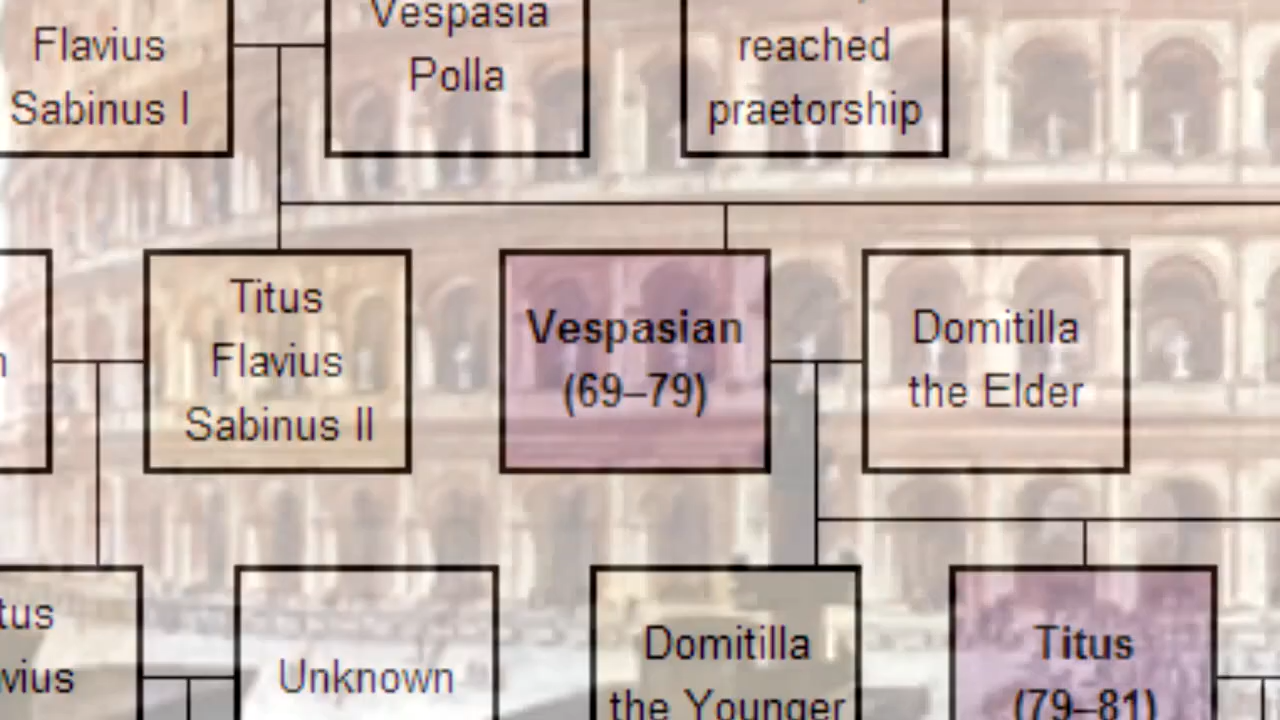 Flavius
Sabinus I
Vespasia
Polla
reached
praetorship
Titus
Flavius
Sabinus II
Vespasian
(69–79)
Domitilla
the Elder
Unknown
Domitilla
the Younger
Titus
(79–81)